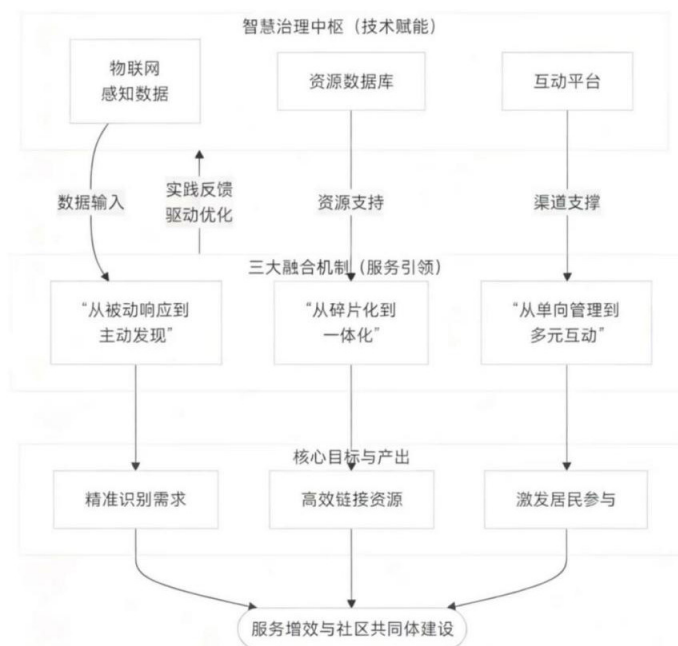 智慧治理中枢（技术赋能）
物联网
感知数据
资源数据库
互动平台
数据输入
实践反馈
驱动优化
资源支持
渠道支撑
三大融合机制（服务引领）
“从被动响应到
主动发现”
“从碎片化到
一体化”
“从单向管理到
多元互动”
核心目标与产出
精准识别需求
高效链接资源
激发居民参与
服务增效与社区共同体建设